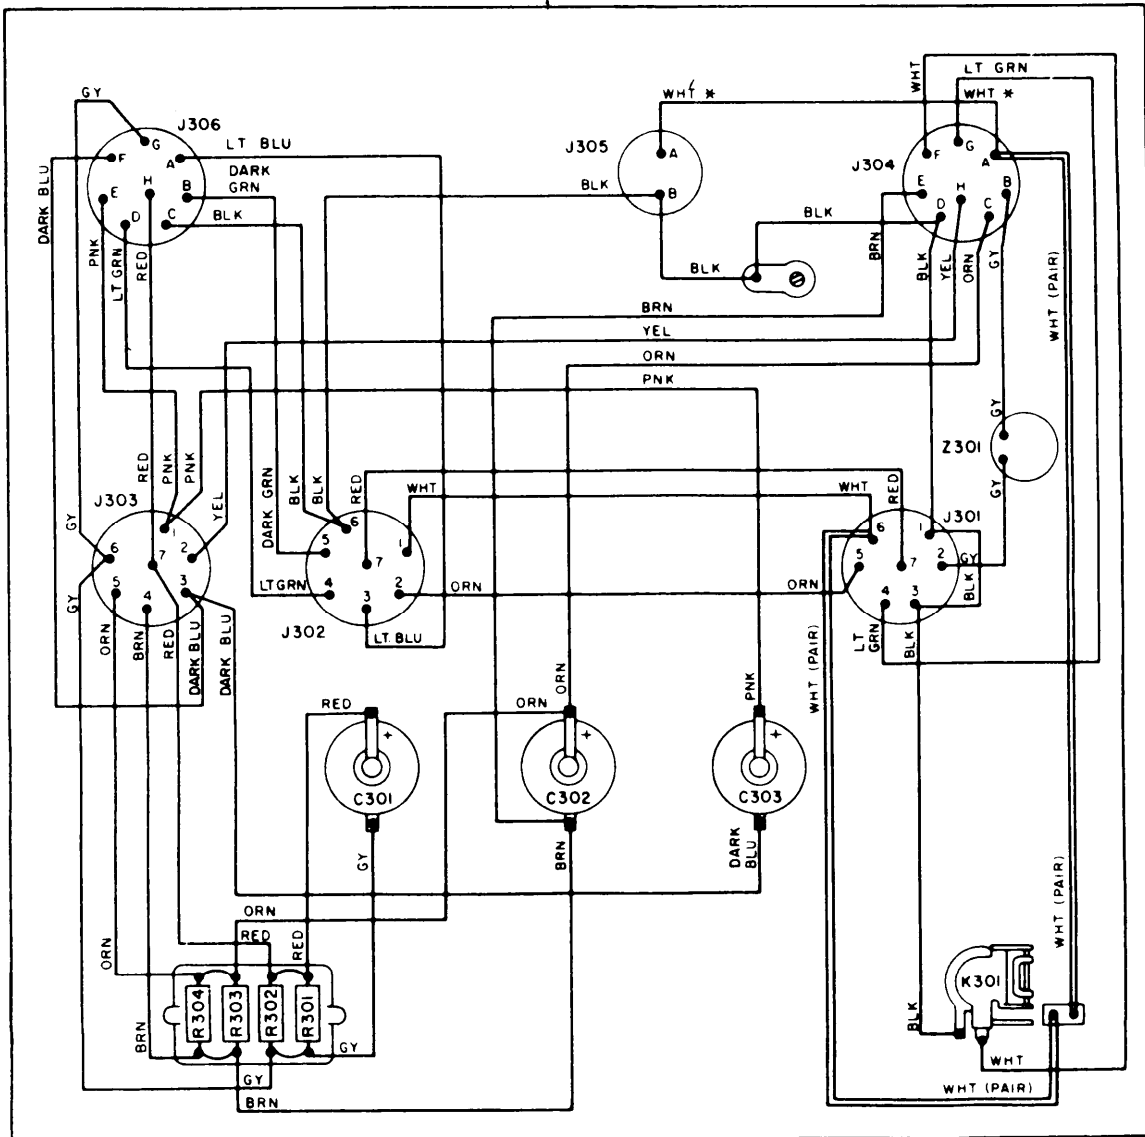 WHT
LT GRN
GY
WHT *
WHT *
J306
G
LT BLU
J305
A
G
F
A
DARK BLU
F
A
DARK
GRN
J304
E
H
B
BLK
B
E
H
B
D
C
BLK
BLK
D
C
PNK
LT GRN
RED
BRN
BLK
YEL
ORN
GY
BLK
WHT (PAIR)
BRN
YEL
ORN
PNK
GY
Z301
RED
PNK
PNK
DARK GRN
BLK
BLK
RED
WHT
WHT
RED
GY
J303
YEL
J301
GY
1
6
2
7
5
3
4
6
5
1
7
4
2
3
6
1
5
7
2
4
3
GY
BLK
LT GRN
ORN
ORN
GY
ORN
BRN
RED
DARK BLU
DARK BLU
J302
LT. BLU
LT
GRN
BLK
WHT (PAIR)
RED
ORN
ORN
PNK
+
+
+
C301
C302
C303
GY
BRN
DARK
BLU
WHT (PAIR)
ORN
RED
RED
ORN
K301
R304
R303
R302
R301
BRN
GY
BLK
WHT
GY
BRN
WHT (PAIR)